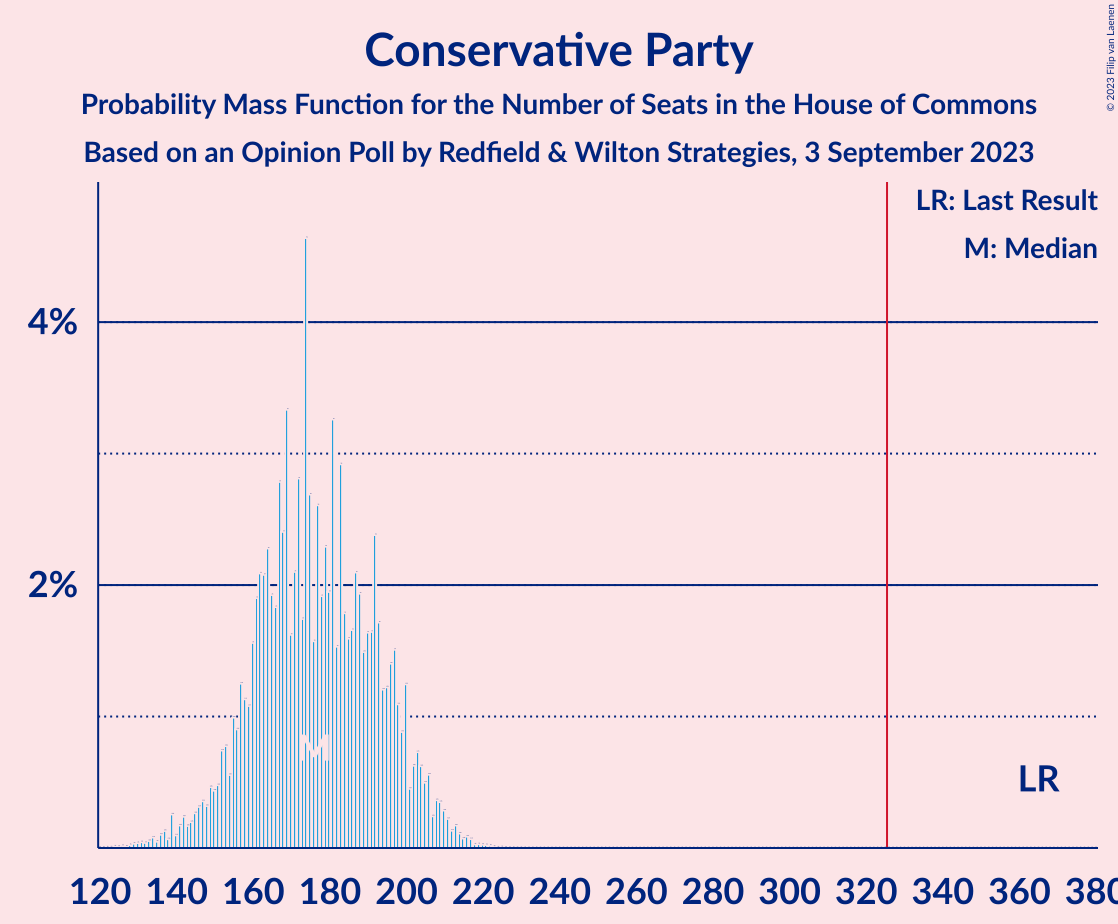 Conservative Party
Probability Mass Function for the Number of Seats in the House of Commons
Based on an Opinion Poll by Redfield & Wilton Strategies, 3 September 2023
© 2023 Filip van Laenen
LR: Last Result
M: Median
4%
2%
M
LR
120 140 160 180 200 220 240 260 280 300 320 340 360 380